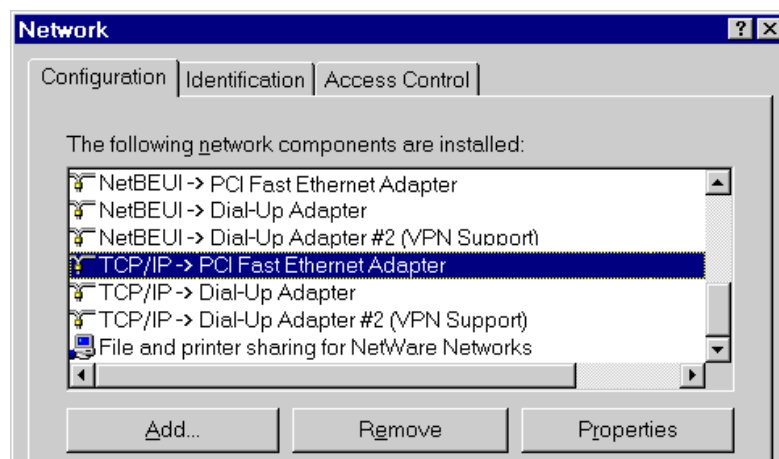 Network
Configuration Identification Access Control
The following network components are installed:
NetBEUI -> PCI Fast Ethernet Adapter
NetBEUI -> Dial-Up Adapter
NetBEUI -> Dial-Up Adapter #2 (VPN Support)
TCP/IP -> PCI Fast Ethernet Adapter
TCP/IP -> Dial-Up Adapter
TCP/IP -> Dial-Up Adapter #2 (VPN Support)
File and printer sharing for NetWare Networks
Add... Remove Properties